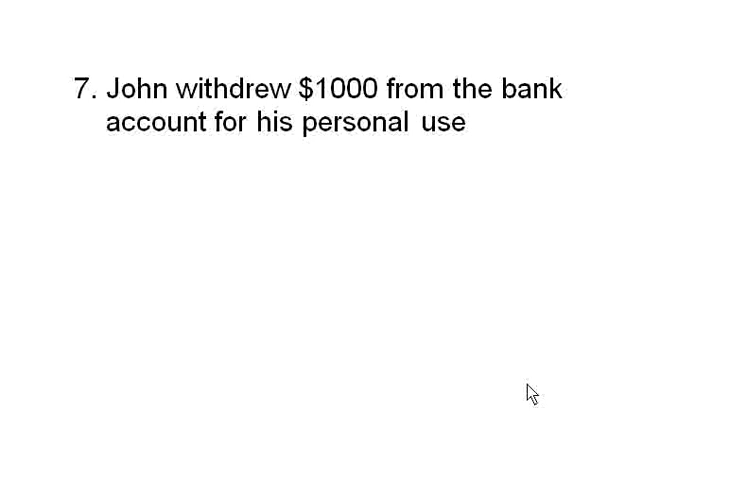 7. John withdrew $1000 from the bank
account for his personal use